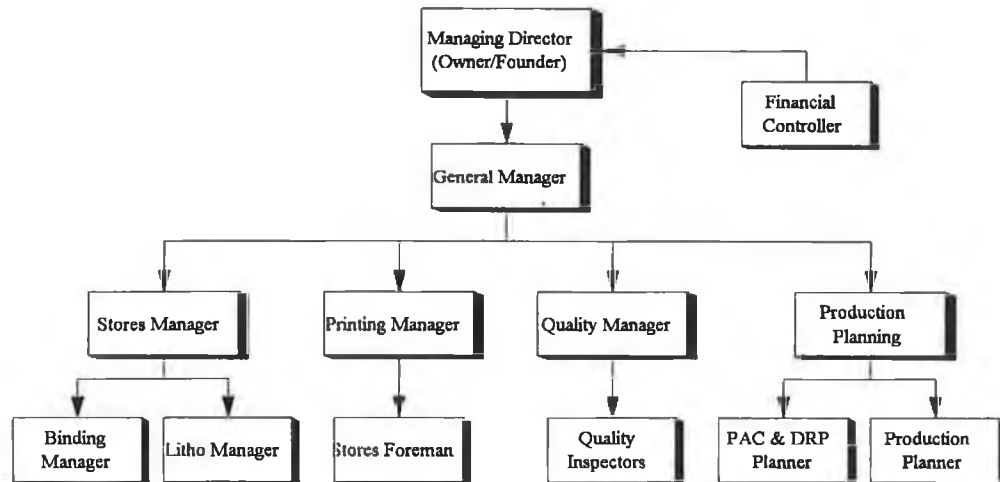 Managing Director
(Owner/Founder)
Financial
Controller
General Manager
Stores Manager
Printing Manager
Quality Manager
Production
Planning
Binding
Manager
Litho Manager
Stores Foreman
Quality
Inspectors
PAC & DRP
Planner
Production
Planner